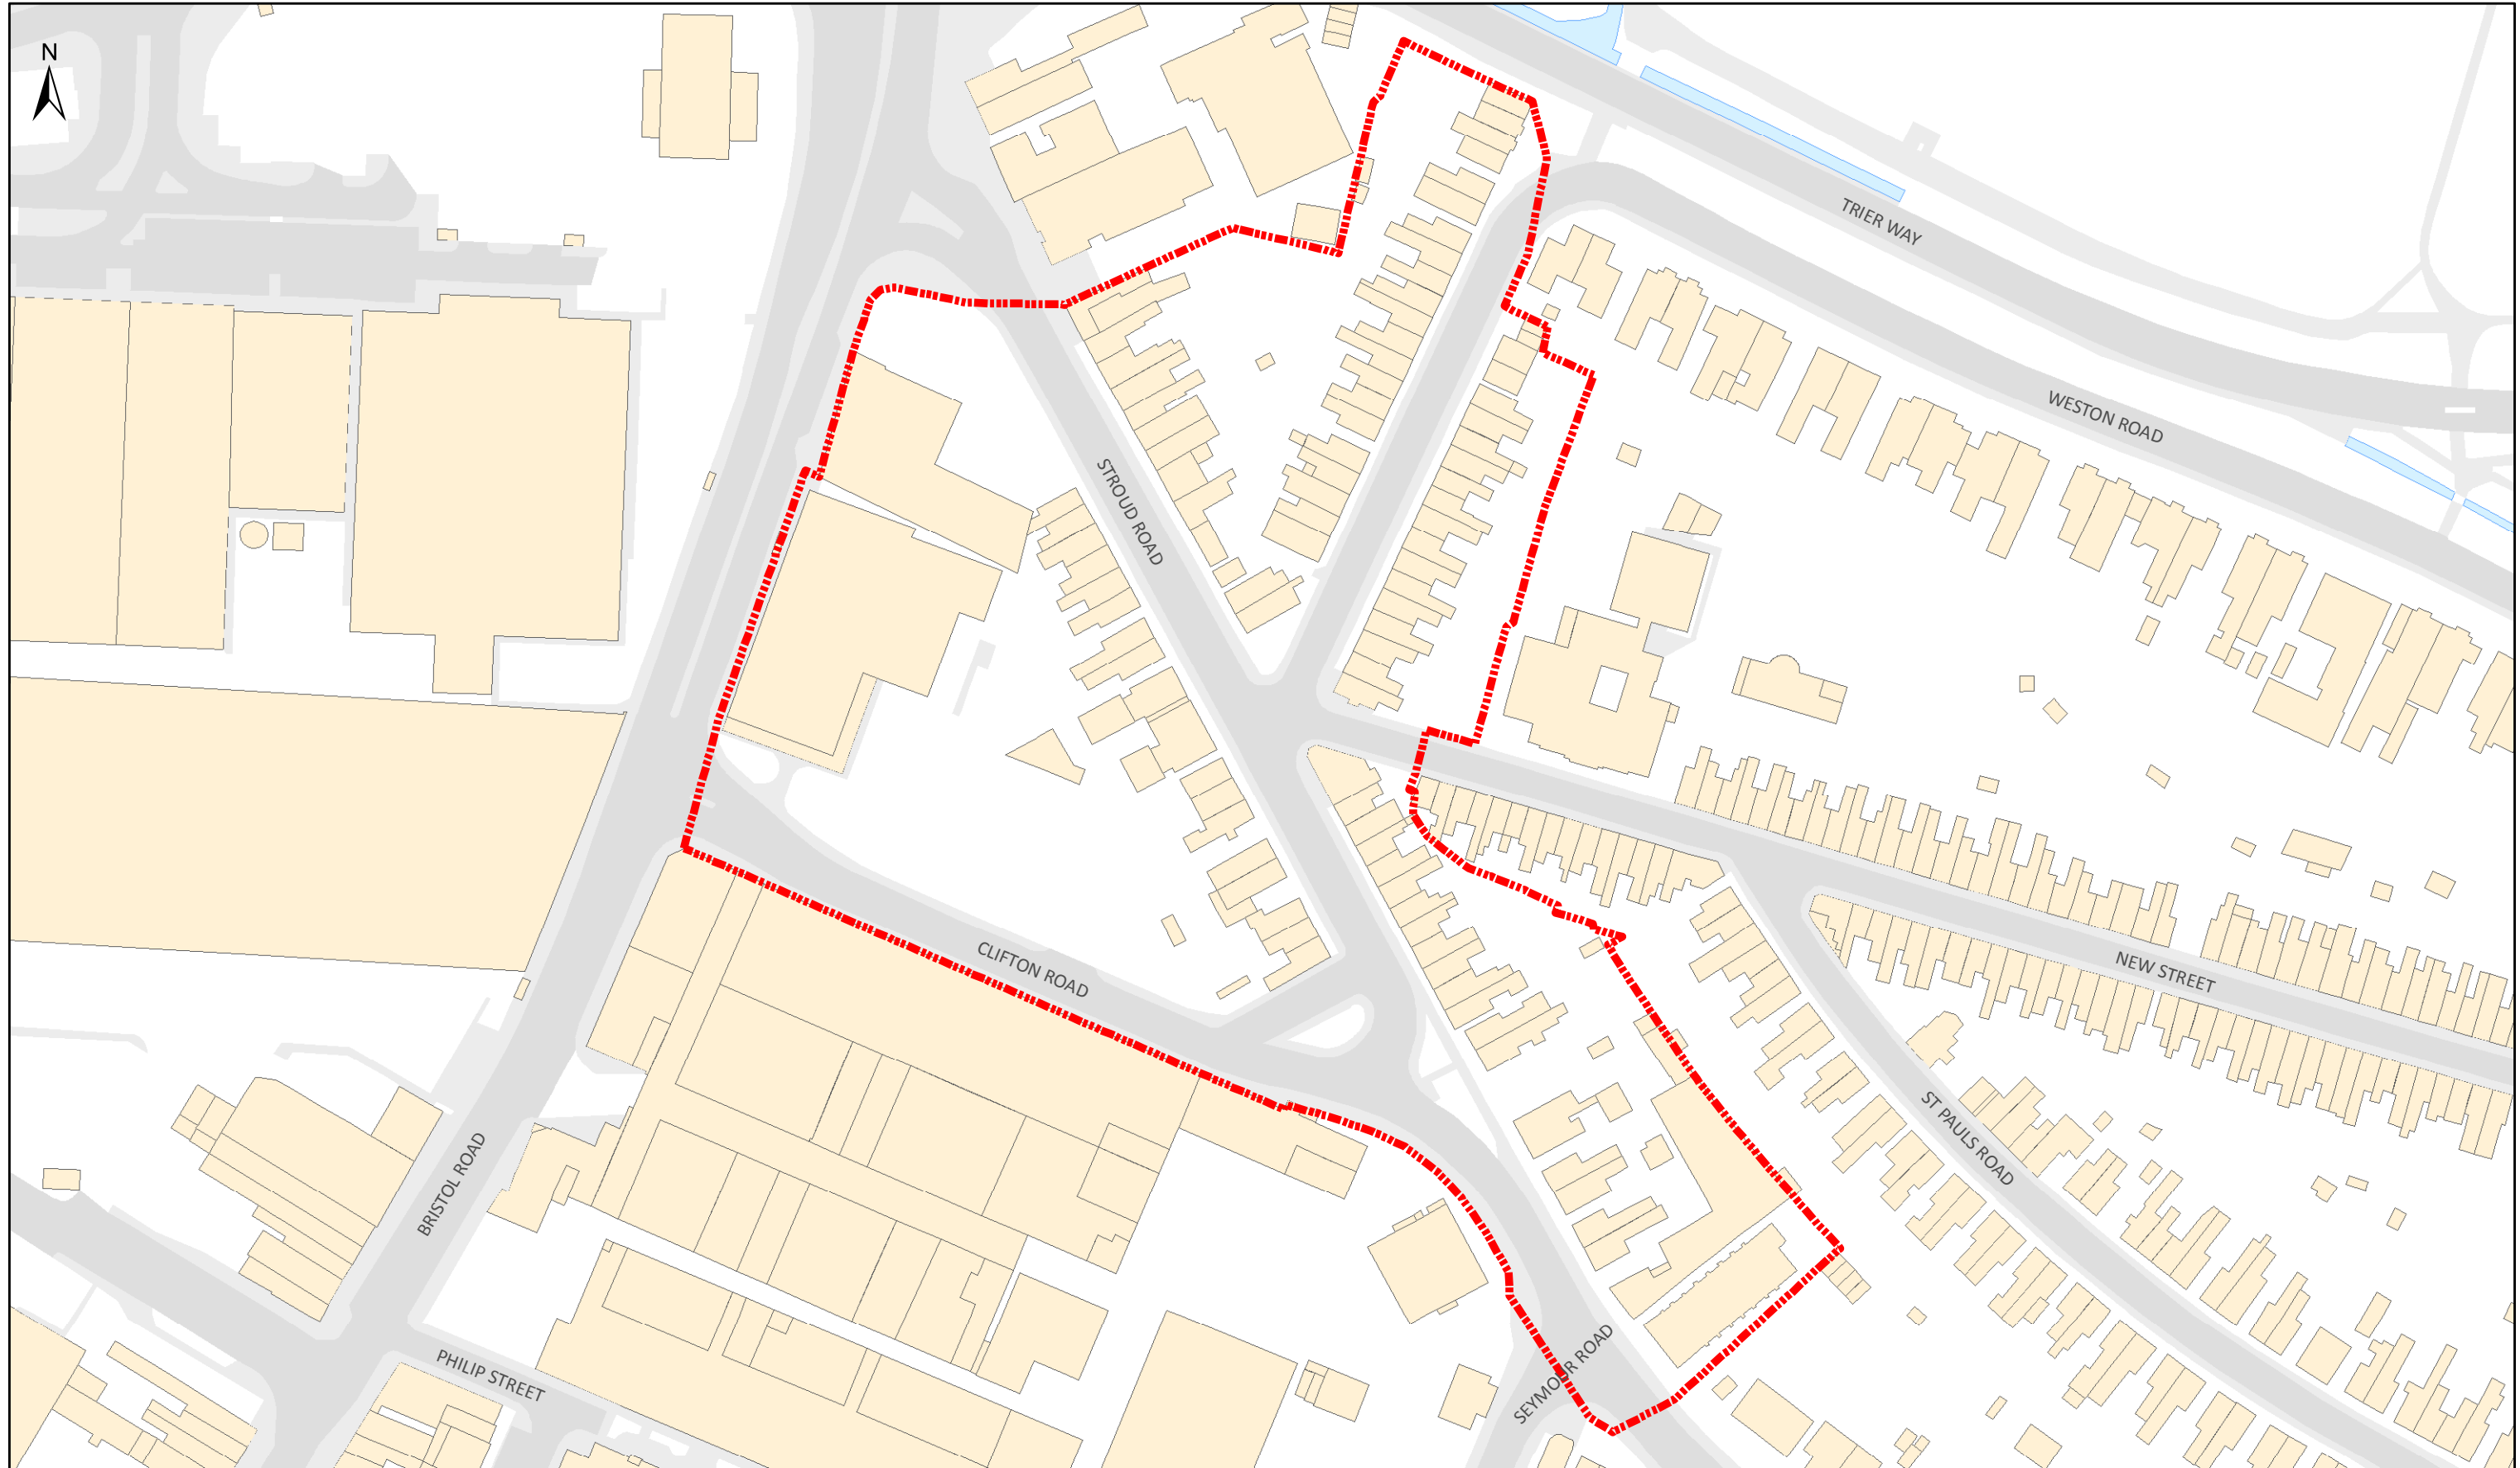 N
TRIER WAY
WESTON ROAD
STROUD ROAD
CLIFTON ROAD
NEW STREET
ST PAULS ROAD
BRISTOL ROAD
SEYMOUR ROAD
PHILIP STREET